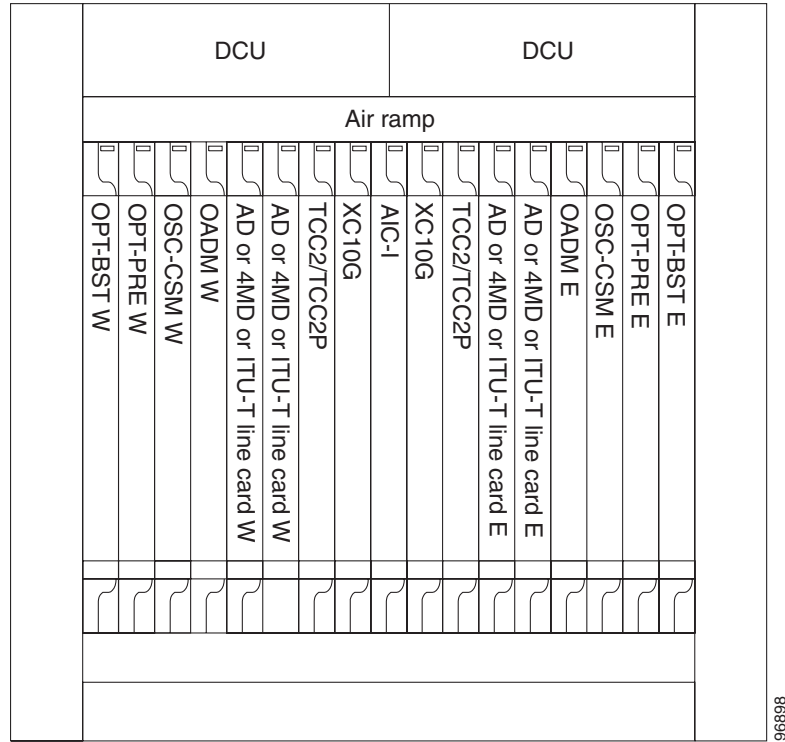 DCU
DCU
Air ramp
OPT-BST W
OPT-PRE W
OSC-CSM W
OADM W
AD or 4MD or ITU-T line card W
AD or 4MD or ITU-T line card W
TCC2/TCC2P
XC10G
AIC-I
XC10G
TCC2/TCC2P
AD or 4MD or ITU-T line card E
AD or 4MD or ITU-T line card E
OADM E
OSC-CSM E
OPT-PRE E
OPT-BST E
96898